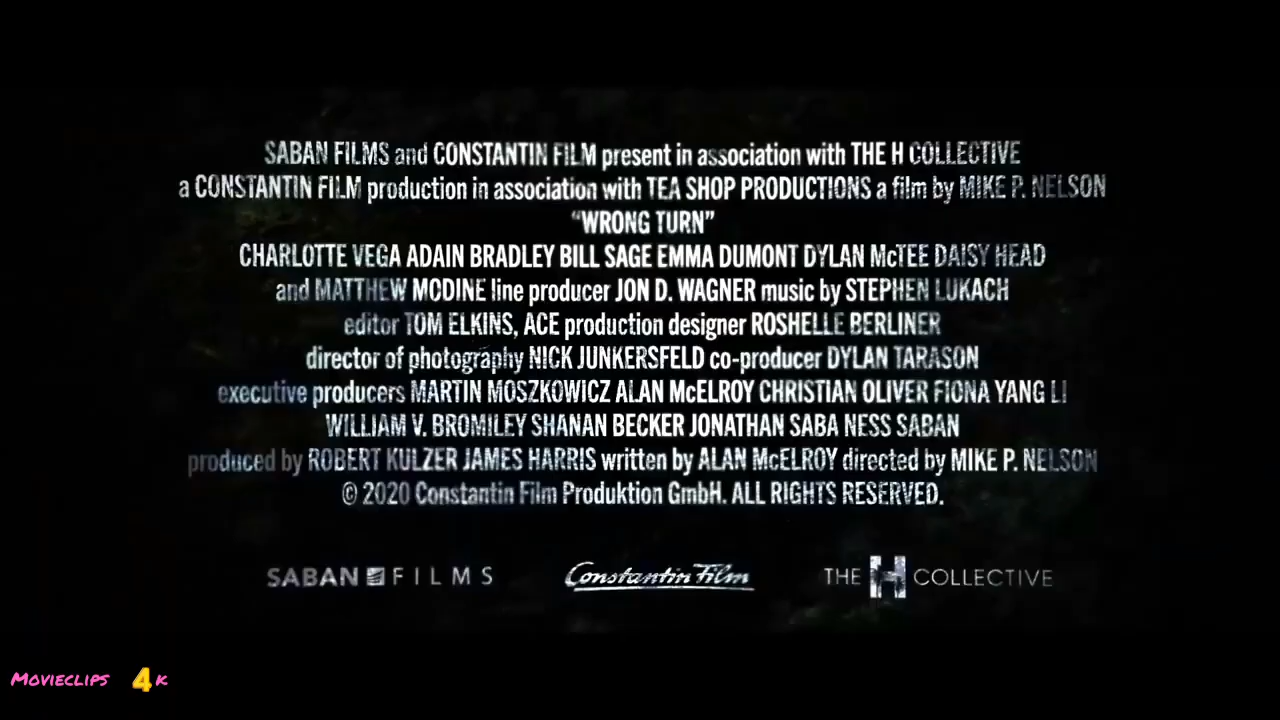 SABAN FILMS and CONSTANTIN FILM present in association with THE H COLLECTIVE
a CONSTANTIN FILM production in association with TEA SHOP PRODUCTIONS a film by MIKE P. NELSON
“WRONG TURN”
CHARLOTTE VEGA ADAIN BRADLEY BILL SAGE EMMA DUMONT DYLAN McTEE DAISY HEAD
and MATTHEW MODINE line producer JON D. WAGNER music by STEPHEN LUKACH
editor TOM ELKINS, ACE production designer ROSHELLE BERLINER
director of photography NICK JUNKERSFELD co-producer DYLAN TARASON
executive producers MARTIN MOSZKOWICZ ALAN McELROY CHRISTIAN OLIVER FIONA YANG LI
WILLIAM V. BROMILEY SHANAN BECKER JONATHAN SABA NESS SABAN
produced by ROBERT KULZER JAMES HARRIS written by ALAN McELROY directed by MIKE P. NELSON
© 2020 Constantin Film Produktion GmbH. ALL RIGHTS RESERVED.
SABAN FILMS Constantin Film THE H COLLECTIVE
Movieclips 4K